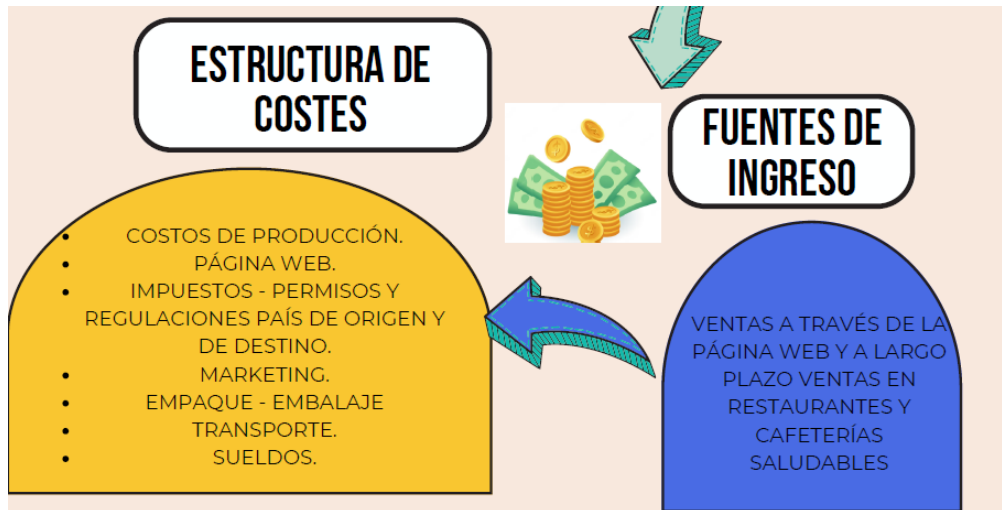 ESTRUCTURA DE
COSTES
• COSTOS DE PRODUCCIÓN.
• PÁGINA WEB.
• IMPUESTOS - PERMISOS Y
REGULACIONES PAÍS DE ORIGEN Y
DE DESTINO.
• MARKETING.
• EMPAQUE - EMBALAJE
• TRANSPORTE.
• SUELDOS.
FUENTES DE
INGRESO
VENTAS A TRAVÉS DE LA
PÁGINA WEB Y A LARGO
PLAZO VENTAS EN
RESTAURANTES Y
CAFETERÍAS
SALUDABLES